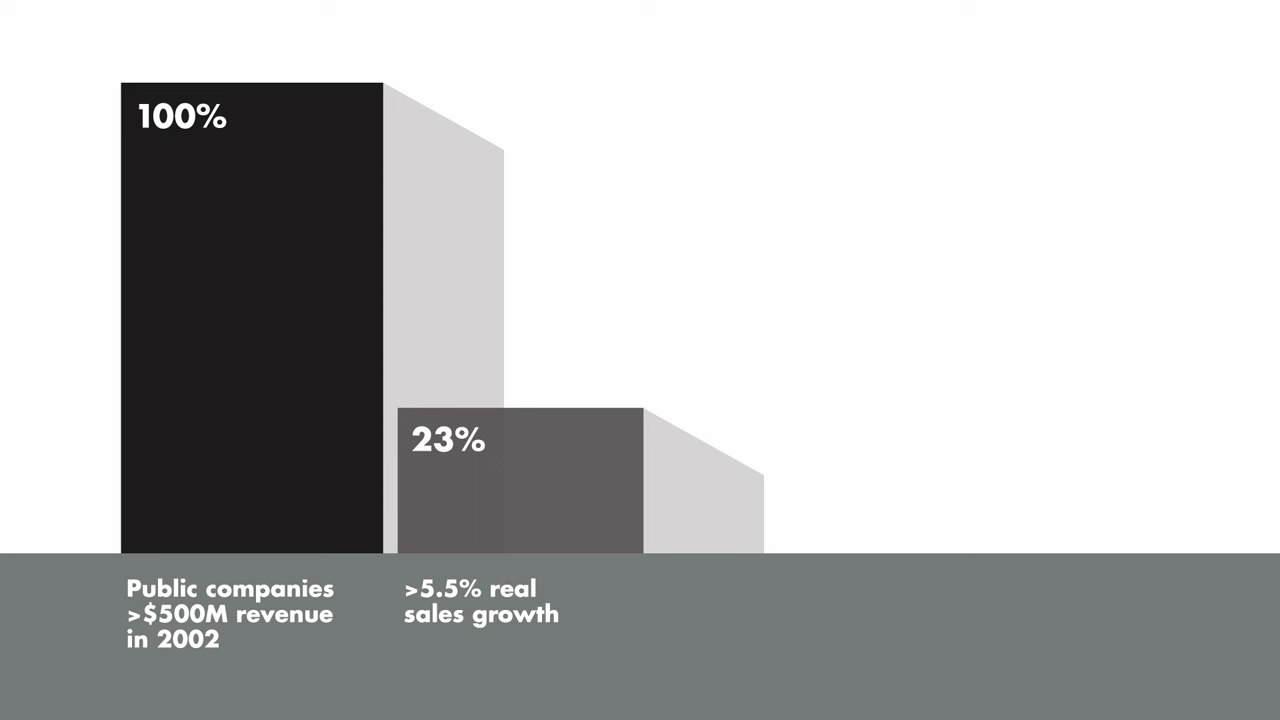 100%
23%
Public companies
>$500M revenue
in 2002
>5.5% real
sales growth